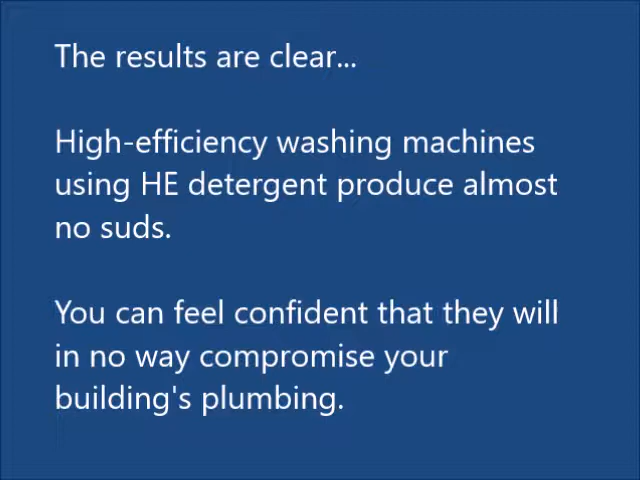 The results are clear...
High-efficiency washing machines
using HE detergent produce almost
no suds.
You can feel confident that they will
in no way compromise your
building's plumbing.